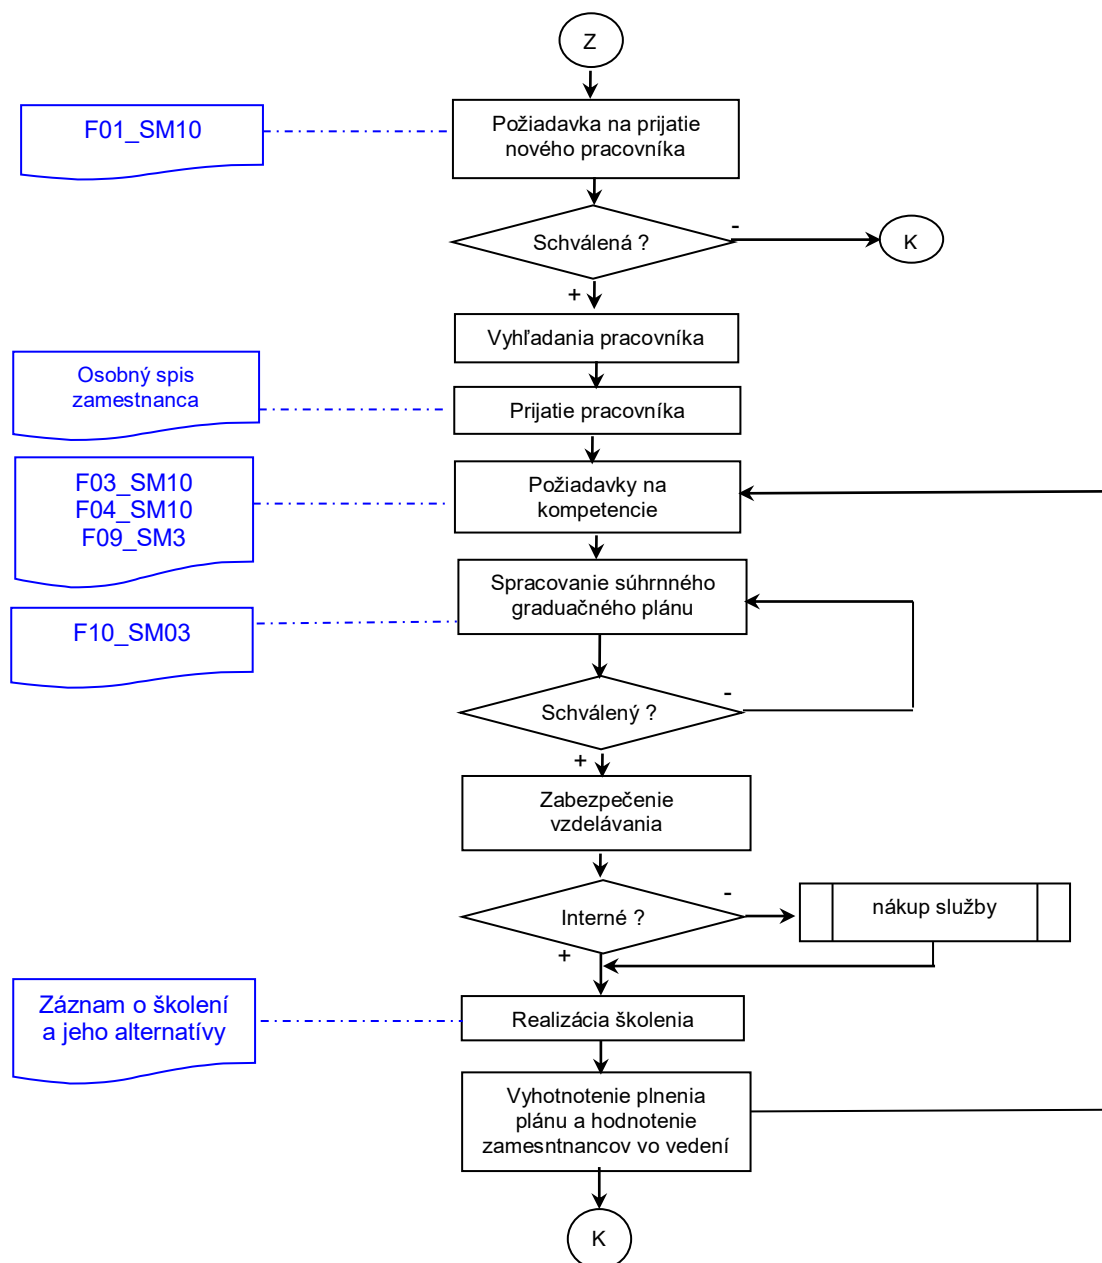 Z
F01_SM10
Požiadavka na prijatie
nového pracovníka
Schválená ?
-
K
+
Vyhľadania pracovníka
Osobný spis
zamestnanca
Prijatie pracovníka
F03_SM10
F04_SM10
F09_SM3
Požiadavky na
kompetencie
Spracovanie súhrnného
graduačného plánu
F10_SM03
Schválený ?
-
+
Zabezpečenie
vzdelávania
Interné ?
-
nákup služby
+
Záznam o školení
a jeho alternatívy
Realizácia školenia
Vyhotnotenie plnenia
plánu a hodnotenie
zamesntnancov vo vedení
K